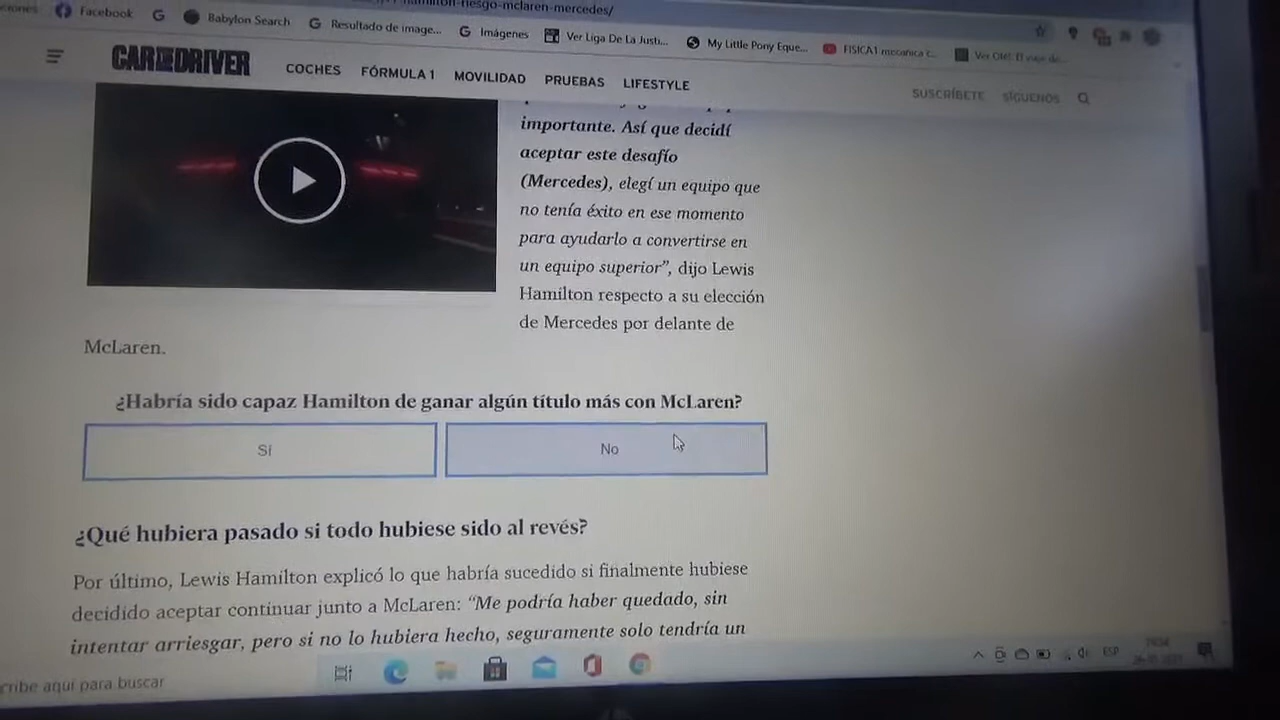 hamilton-riesgo-mclaren-mercedes/
Facebook
Babylon Search
Resultado de image...
Imágenes
Ver Liga De La Justi...
My Little Pony Eque...
FISICA1 mecanica c...
CAR AND DRIVER
COCHES
FÓRMULA 1
MOVILIDAD
PRUEBAS
LIFESTYLE
SUSCRÍBETE
SÍGUENOS
importante. Así que decidí
aceptar este desafío
(Mercedes), elegí un equipo que
no tenía éxito en ese momento
para ayudarlo a convertirse en
un equipo superior”, dijo Lewis
Hamilton respecto a su elección
de Mercedes por delante de
McLaren.
¿Habría sido capaz Hamilton de ganar algún título más con McLaren?
Sí
No
¿Qué hubiera pasado si todo hubiese sido al revés?
Por último, Lewis Hamilton explicó lo que habría sucedido si finalmente hubiese
decidido aceptar continuar junto a McLaren: “Me podría haber quedado, sin
intentar arriesgar, pero si no lo hubiera hecho, seguramente solo tendría un
cribe aquí para buscar
ESP